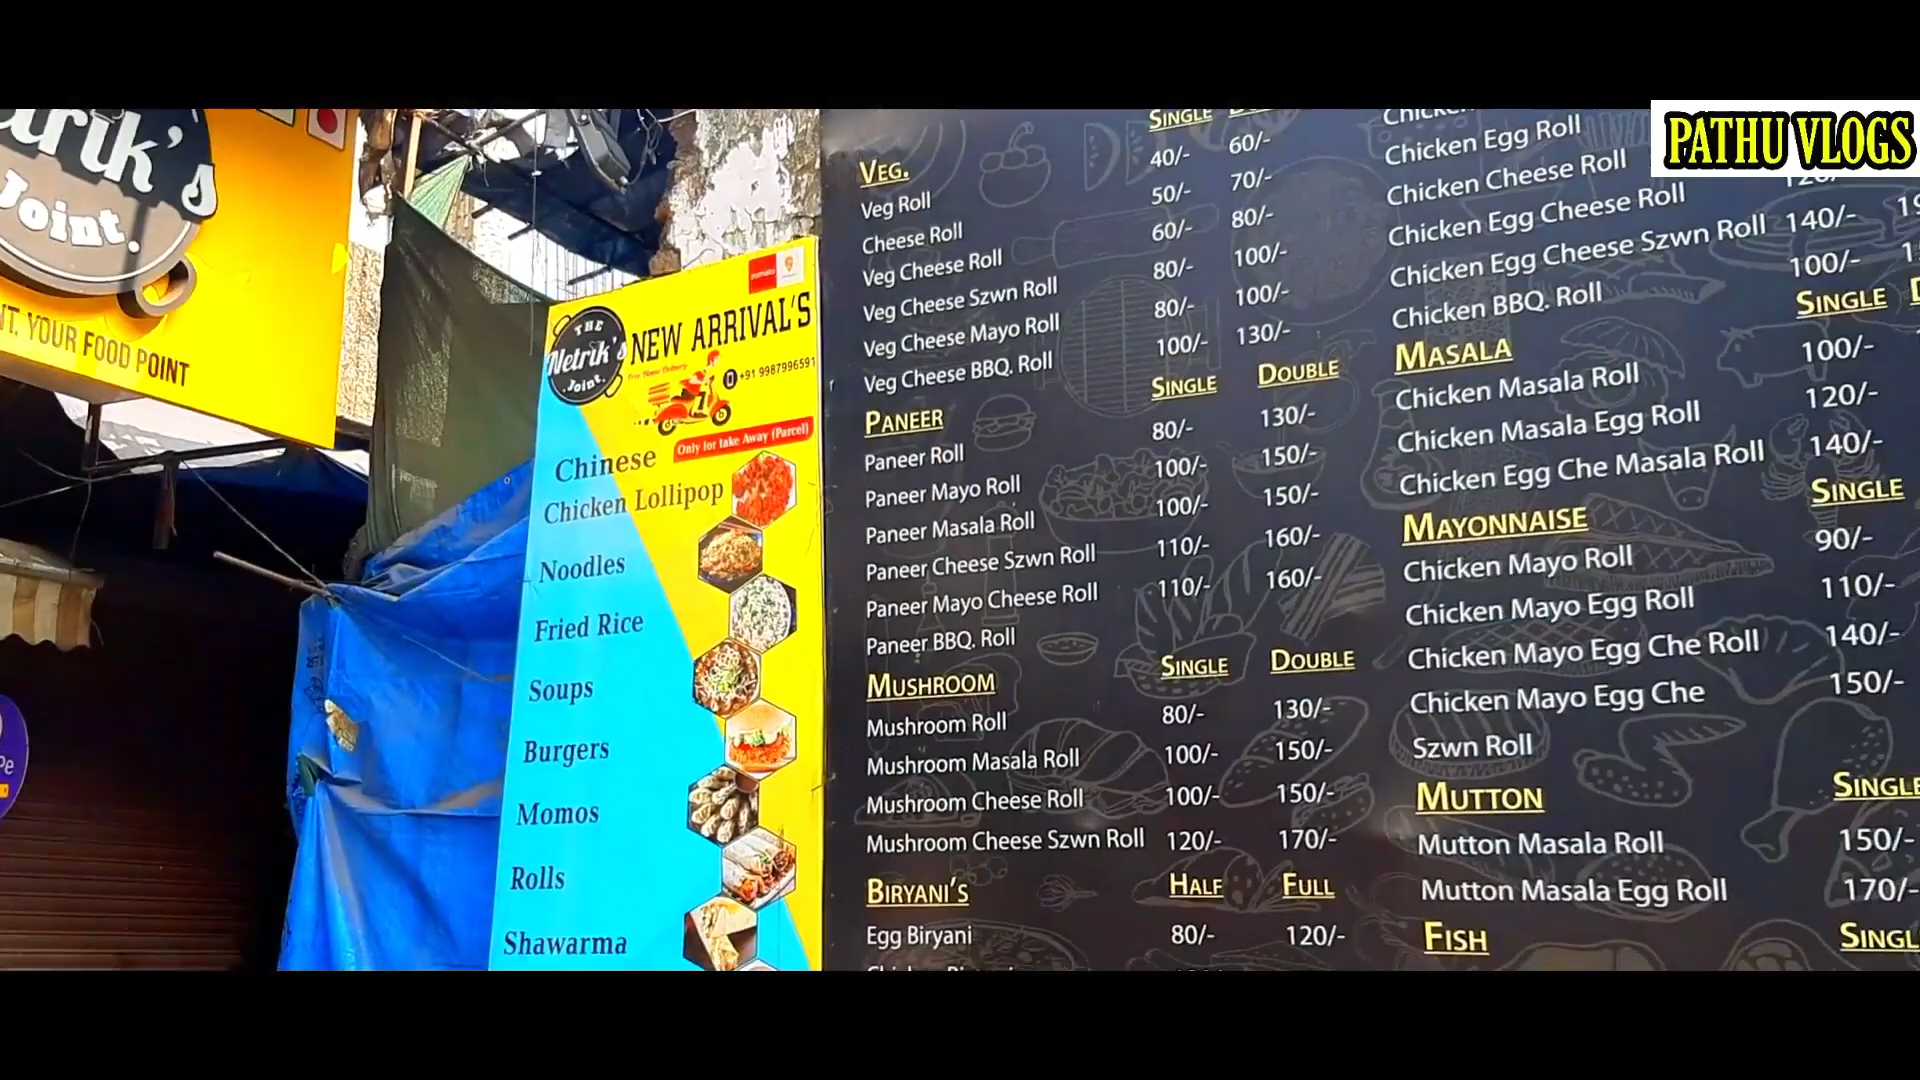 etrik's
Joint.
NT, YOUR FOOD POINT
zomato
NEW ARRIVAL'S
THE
Netrik's
Joint.
Free Home Delivery
+91 9987996591
Only for take Away (Parcel)
Chinese
Chicken Lollipop
Noodles
Fried Rice
Soups
Burgers
Momos
Rolls
Shawarma
SINGLE
VEG. 40/- 60/-
Veg Roll 50/- 70/-
Cheese Roll 60/- 80/-
Veg Cheese Roll 80/- 100/-
Veg Cheese Szwn Roll 80/- 100/-
Veg Cheese Mayo Roll 100/- 130/-
Veg Cheese BBQ. Roll
PANEER SINGLE DOUBLE
Paneer Roll 80/- 130/-
Paneer Mayo Roll 100/- 150/-
Paneer Masala Roll 100/- 150/-
Paneer Cheese Szwn Roll 110/- 160/-
Paneer Mayo Cheese Roll 110/- 160/-
Paneer BBQ. Roll
MUSHROOM SINGLE DOUBLE
Mushroom Roll 80/- 130/-
Mushroom Masala Roll 100/- 150/-
Mushroom Cheese Roll 100/- 150/-
Mushroom Cheese Szwn Roll 120/- 170/-
BIRYANI'S HALF FULL
Egg Biryani 80/- 120/-
Chicken Egg Roll
Chicken Cheese Roll
Chicken Egg Cheese Roll
Chicken Egg Cheese Szwn Roll 140/-
Chicken BBQ. Roll 100/-
MASALA SINGLE
Chicken Masala Roll 100/-
Chicken Masala Egg Roll 120/-
Chicken Egg Che Masala Roll 140/-
MAYONNAISE SINGLE
Chicken Mayo Roll 90/-
Chicken Mayo Egg Roll 110/-
Chicken Mayo Egg Che Roll 140/-
Chicken Mayo Egg Che 150/-
Szwn Roll
MUTTON SINGLE
Mutton Masala Roll 150/-
Mutton Masala Egg Roll 170/-
FISH SINGL
PATHU VLOGS